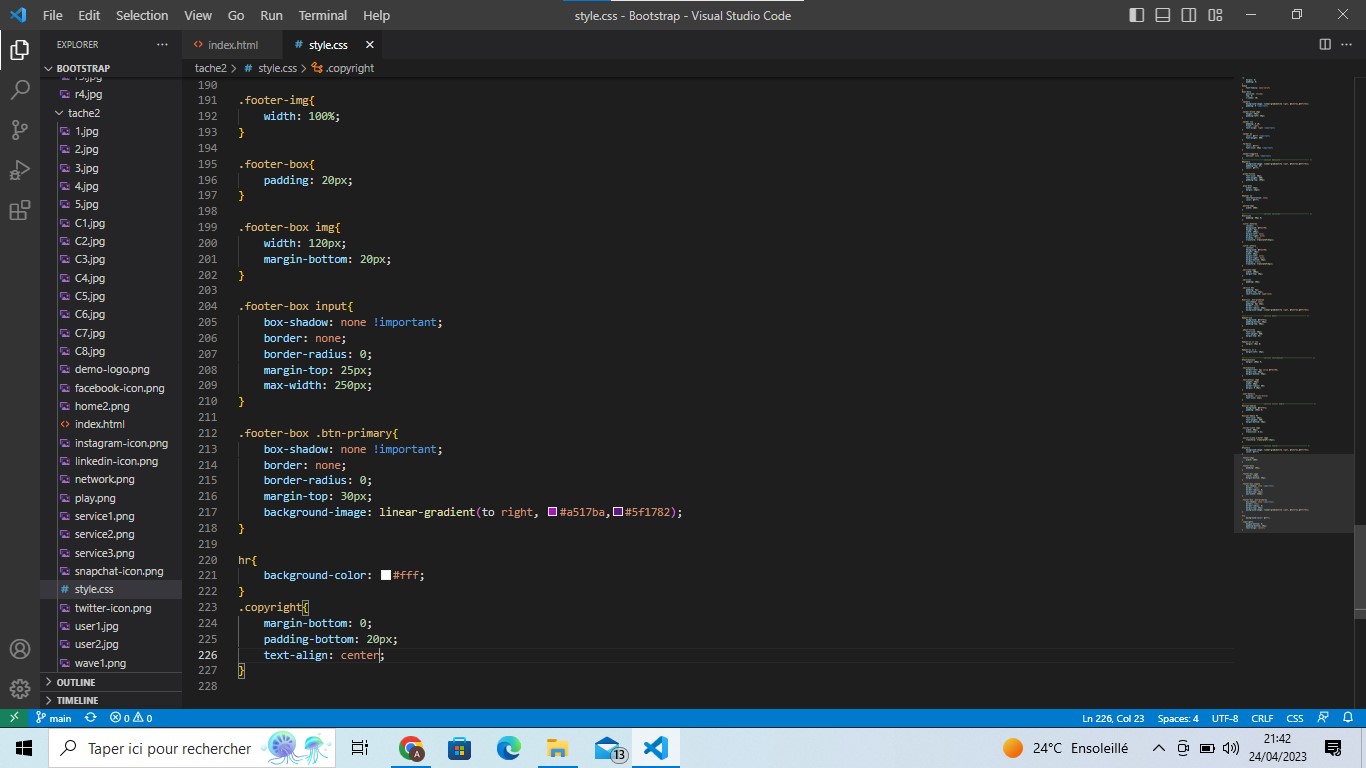 File Edit Selection View Go Run Terminal Help
style.css - Bootstrap - Visual Studio Code
EXPLORER
BOOTSTRAP
r4.jpg
tache2
1.jpg
2.jpg
3.jpg
4.jpg
5.jpg
C1.jpg
C2.jpg
C3.jpg
C4.jpg
C5.jpg
C6.jpg
C7.jpg
C8.jpg
demo-logo.png
facebook-icon.png
home2.png
index.html
instagram-icon.png
linkedin-icon.png
network.png
play.png
service1.png
service2.png
service3.png
snapchat-icon.png
style.css
twitter-icon.png
user1.jpg
user2.jpg
wave1.png
OUTLINE
TIMELINE
index.html
style.css
tache2 > # style.css > .copyright
190
191 .footer-img{
192 width: 100%;
193 }
194
195 .footer-box{
196 padding: 20px;
197 }
198
199 .footer-box img{
200 width: 120px;
201 margin-bottom: 20px;
202 }
203
204 .footer-box input{
205 box-shadow: none !important;
206 border: none;
207 border-radius: 0;
208 margin-top: 25px;
209 max-width: 250px;
210 }
211
212 .footer-box .btn-primary{
213 box-shadow: none !important;
214 border: none;
215 border-radius: 0;
216 margin-top: 30px;
217 background-image: linear-gradient(to right, #a517ba,#5f1782);
218 }
219
220 hr{
221 background-color: #fff;
222 }
223 .copyright{
224 margin-bottom: 0;
225 padding-bottom: 20px;
226 text-align: center;
227 }
228
main 0 0
Ln 226, Col 23 Spaces: 4 UTF-8 CRLF CSS
Taper ici pour rechercher
A
13
24°C Ensoleillé
21:42
24/04/2023